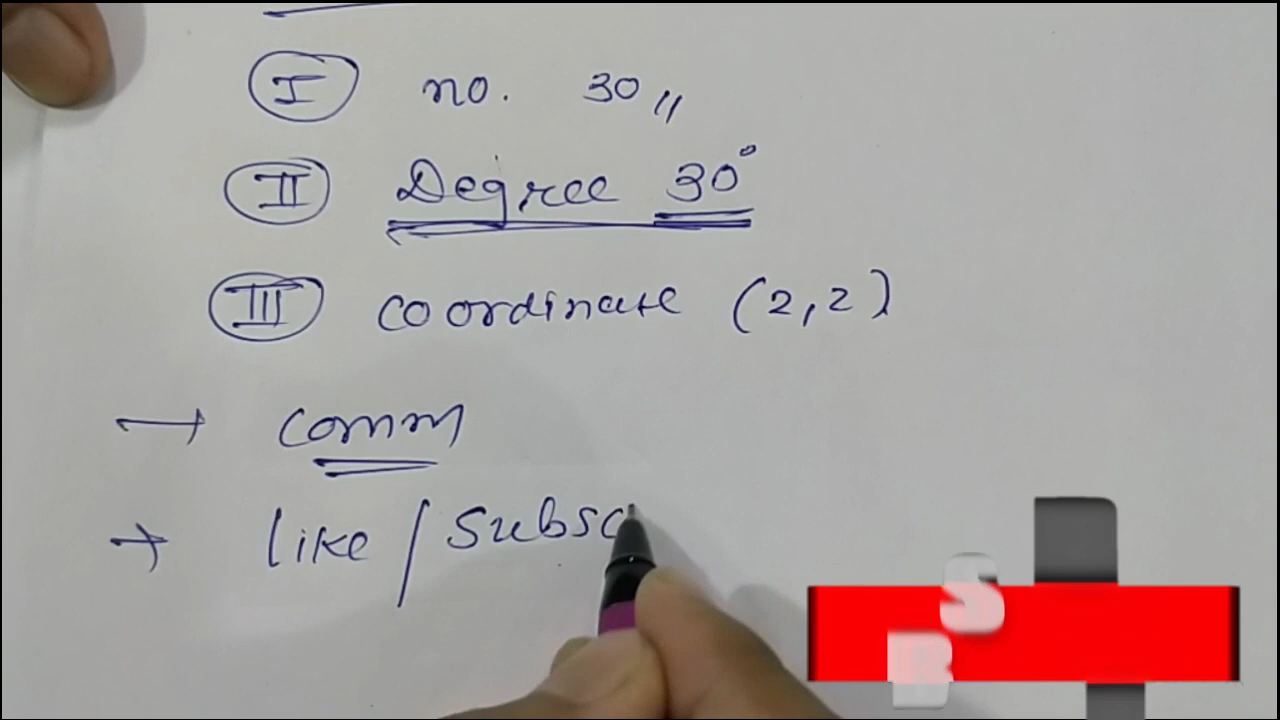 I no. 30,,
II Degree 30°
III coordinate (2,2)
→ comm
→ like / Subsc
S
B